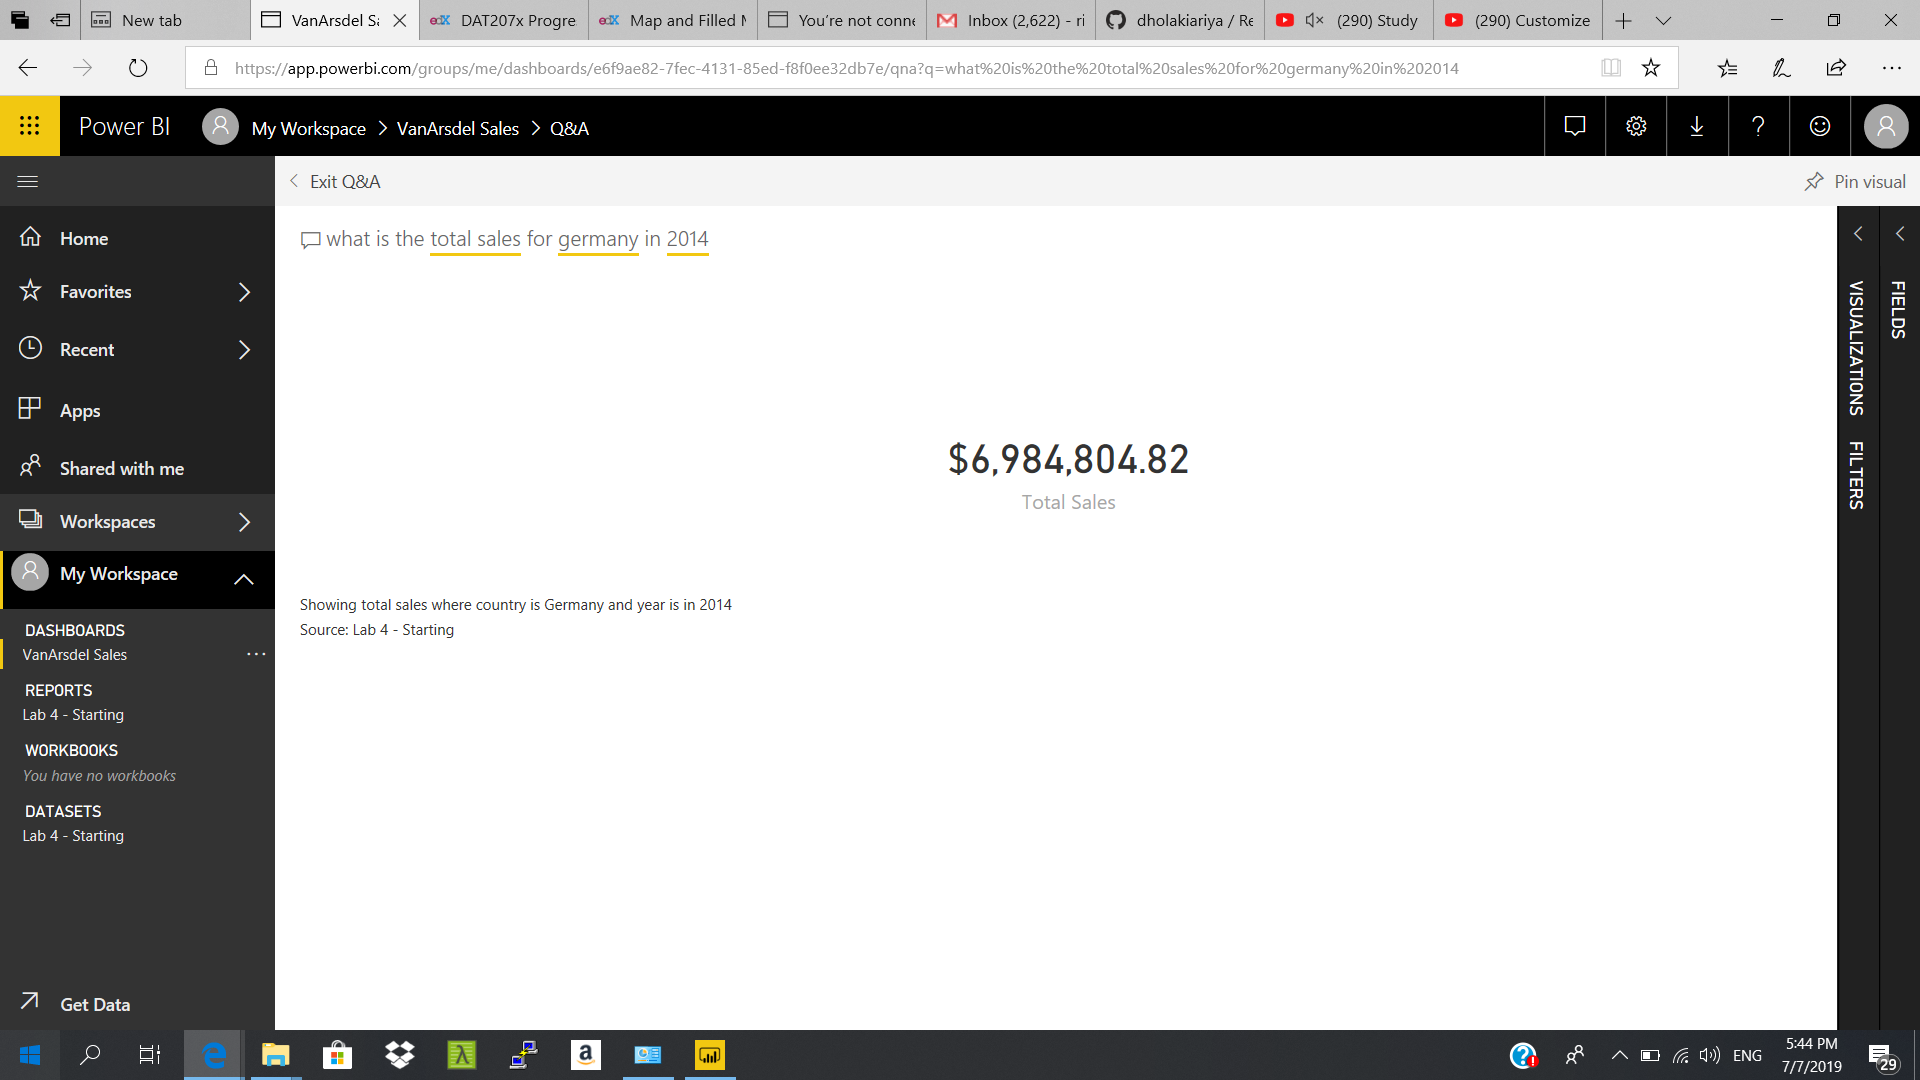 New tab
VanArsdel Sa
edX DAT207x Progre
edX Map and Filled M
You're not conne
Inbox (2,622) - ri
dholakiariya / Re
(290) Study
(290) Customize
https://app.powerbi.com/groups/me/dashboards/e6f9ae82-7fec-4131-85ed-f8f0ee32db7e/qna?q=what%20is%20the%20total%20sales%20for%20germany%20in%202014
Power BI
My Workspace > VanArsdel Sales > Q&A
Exit Q&A
Pin visual
what is the total sales for germany in 2014
Home
Favorites
Recent
Apps
Shared with me
Workspaces
My Workspace
DASHBOARDS
VanArsdel Sales
REPORTS
Lab 4 - Starting
WORKBOOKS
You have no workbooks
DATASETS
Lab 4 - Starting
Get Data
$6,984,804.82
Total Sales
Showing total sales where country is Germany and year is in 2014
Source: Lab 4 - Starting
VISUALIZATIONS
FILTERS
FIELDS
ENG
5:44 PM
7/7/2019
29